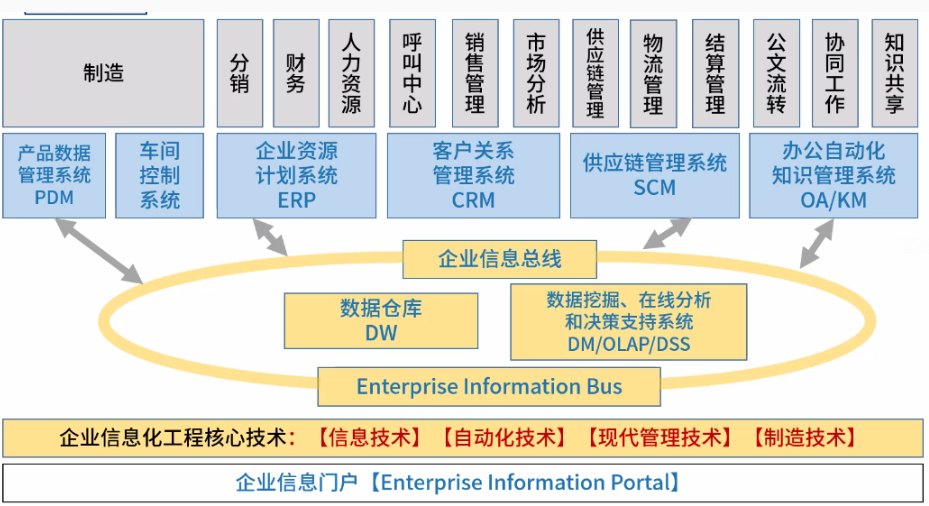 制造
分销
财务
人力资源
呼叫中心
销售管理
市场分析
供应链管理
物流管理
结算管理
公文流转
协同工作
知识共享
产品数据
管理系统
PDM
车间
控制
系统
企业资源
计划系统
ERP
客户关系
管理系统
CRM
供应链管理系统
SCM
办公自动化
知识管理系统
OA/KM
企业信息总线
数据仓库
DW
数据挖掘、在线分析
和决策支持系统
DM/OLAP/DSS
Enterprise Information Bus
企业信息化工程核心技术：【信息技术】【自动化技术】【现代管理技术】【制造技术】
企业信息门户【Enterprise Information Portal】